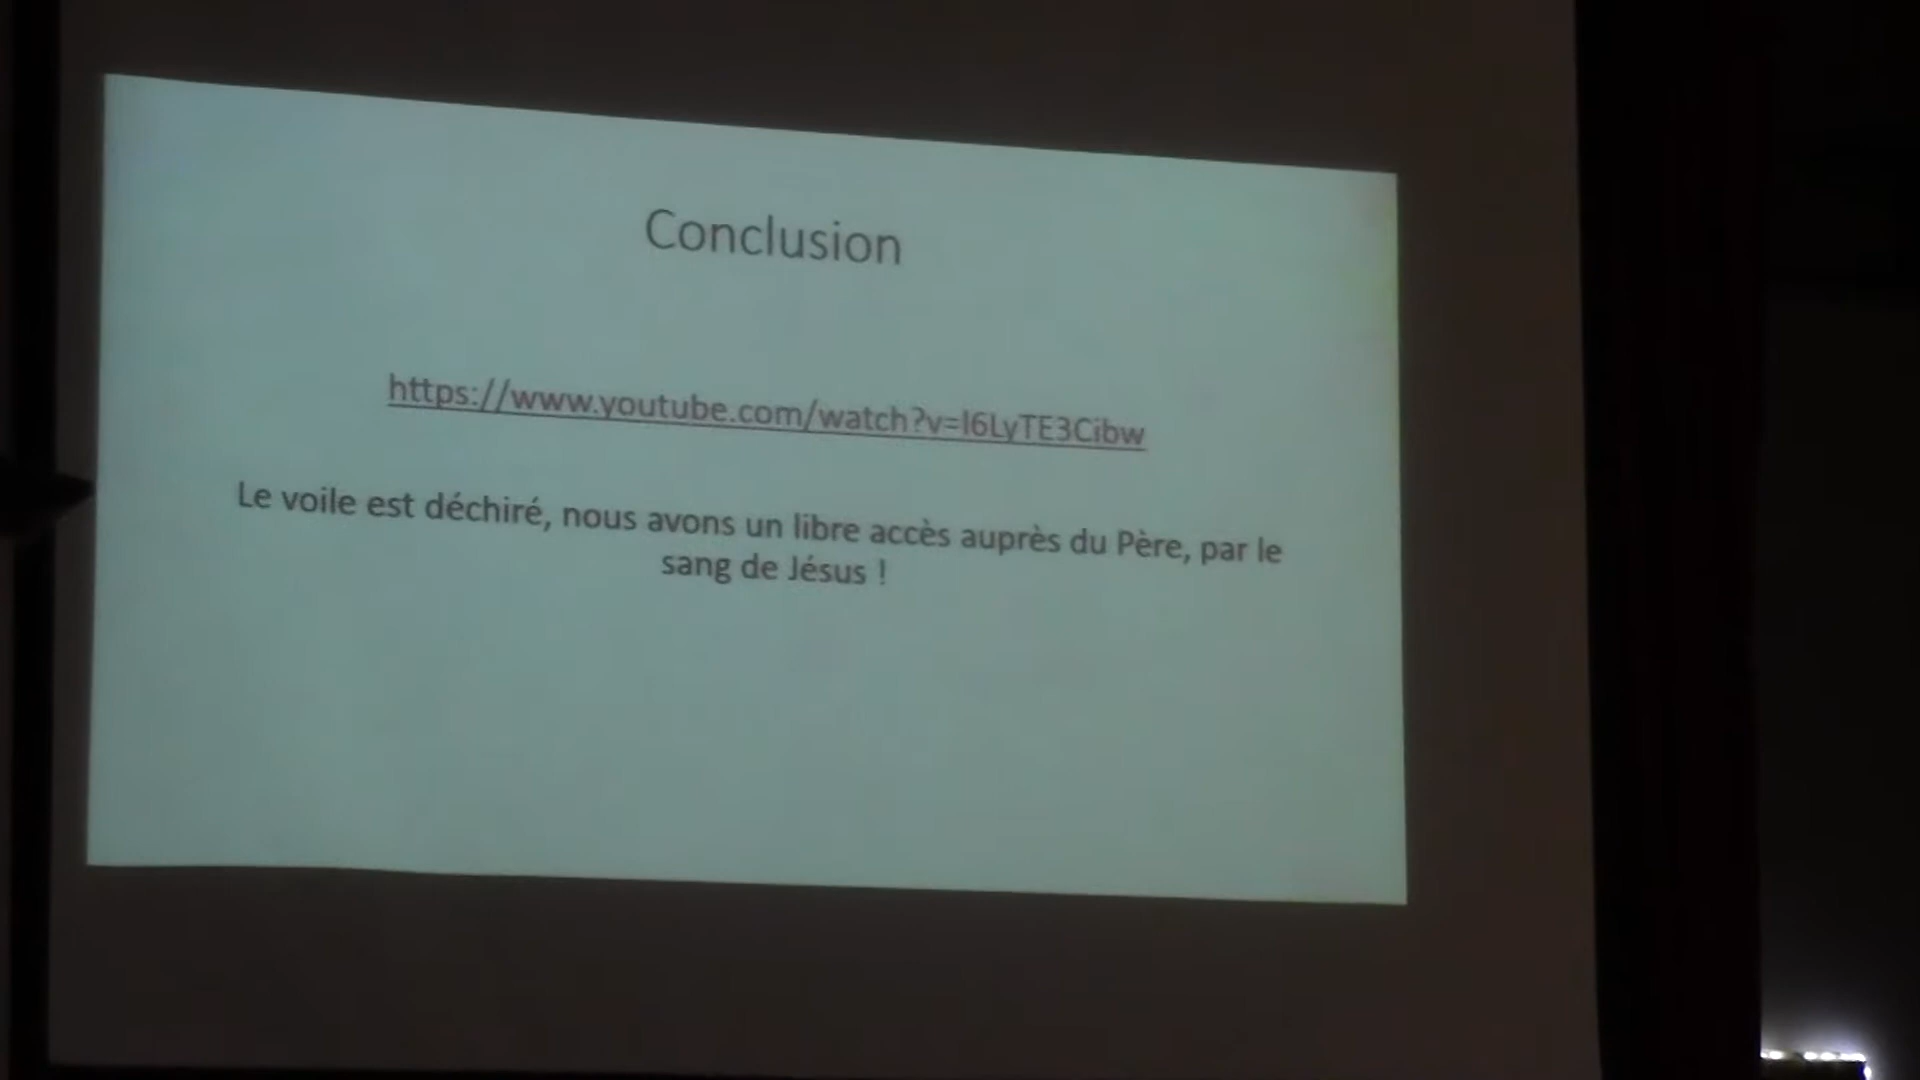 Conclusion
https://www.youtube.com/watch?v=l6LyTE3Cibw
Le voile est déchiré, nous avons un libre accès auprès du Père, par le
sang de Jésus !